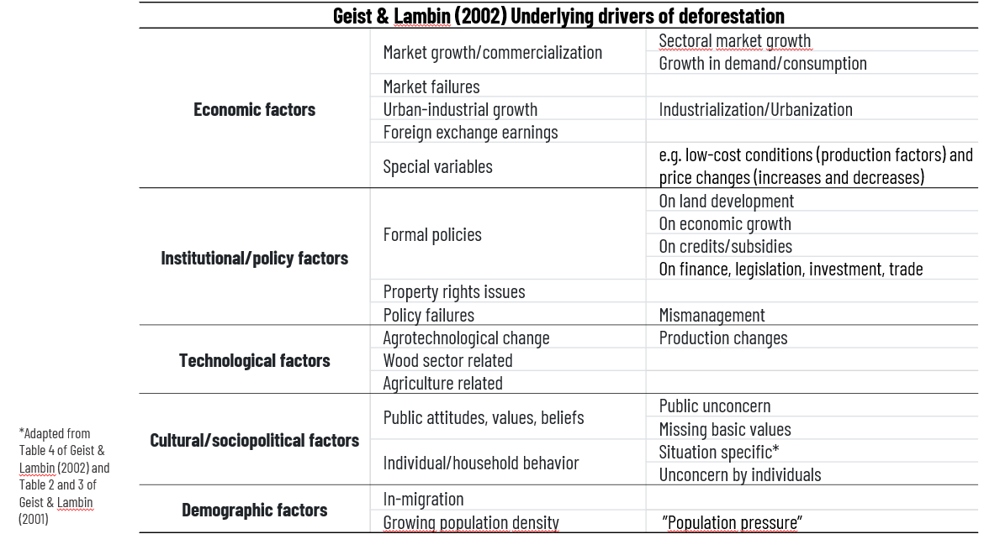 Geist & Lambin (2002) Underlying drivers of deforestation
Economic factors
Market growth/commercialization
Sectoral market growth
Growth in demand/consumption
Market failures
Urban-industrial growth
Industrialization/Urbanization
Foreign exchange earnings
Special variables
e.g. low-cost conditions (production factors) and
price changes (increases and decreases)
Institutional/policy factors
Formal policies
On land development
On economic growth
On credits/subsidies
On finance, legislation, investment, trade
Property rights issues
Policy failures
Mismanagement
Technological factors
Agrotechnological change
Production changes
Wood sector related
Agriculture related
Cultural/sociopolitical factors
Public attitudes, values, beliefs
Public unconcern
Missing basic values
Individual/household behavior
Situation specific*
Unconcern by individuals
Demographic factors
In-migration
Growing population density
"Population pressure"
*Adapted from
Table 4 of Geist &
Lambin (2002) and
Table 2 and 3 of
Geist & Lambin
(2001)